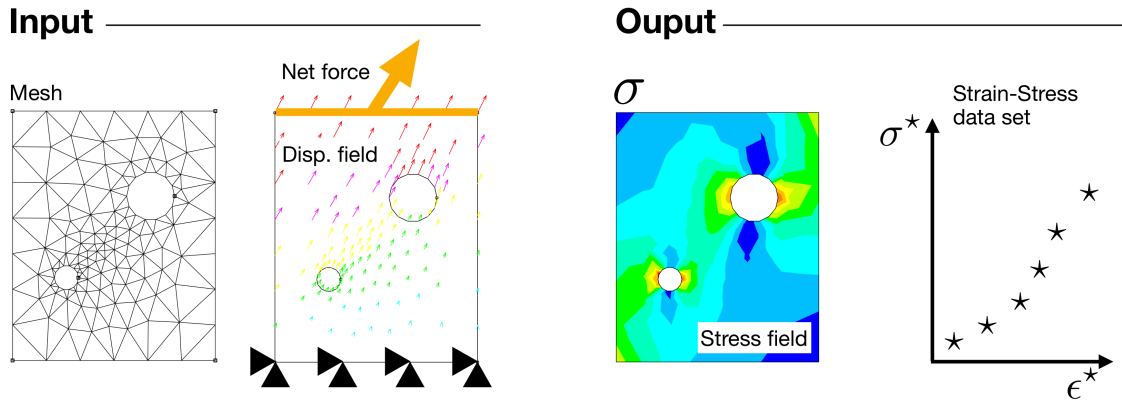 Input
Mesh
Net force
Disp. field
Ouput
σ
Stress field
Strain-Stress
data set
σ*
ϵ*